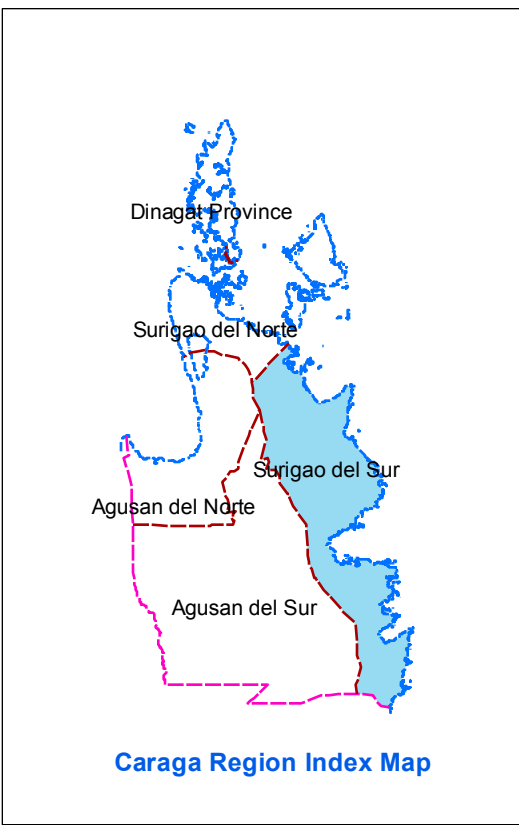 Dinagat Province
Surigao del Norte
Surigao del Sur
Agusan del Norte
Agusan del Sur
Caraga Region Index Map